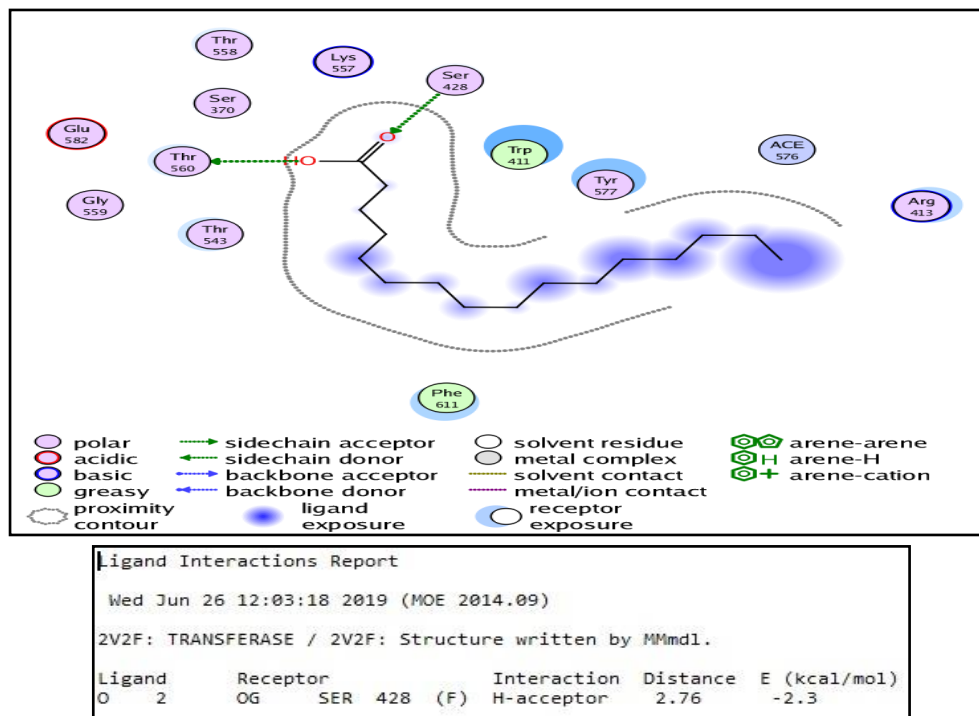 Thr
558
Lys
557
Ser
428
Ser
370
Glu
582
Thr
560
HO
O
Trp
411
ACE
576
Tyr
577
Arg
413
Gly
559
Thr
543
Phe
611
polar
sidechain acceptor
solvent residue
arene-arene
acidic
sidechain donor
metal complex
H arene-H
basic
backbone acceptor
solvent contact
+ arene-cation
greasy
backbone donor
metal/ion contact
proximity
contour
ligand
exposure
receptor
exposure
Ligand Interactions Report
Wed Jun 26 12:03:18 2019 (MOE 2014.09)
2V2F: TRANSFERASE / 2V2F: Structure written by MMmdl.
Ligand Receptor Interaction Distance E (kcal/mol)
O 2 OG SER 428 (F) H-acceptor 2.76 -2.3